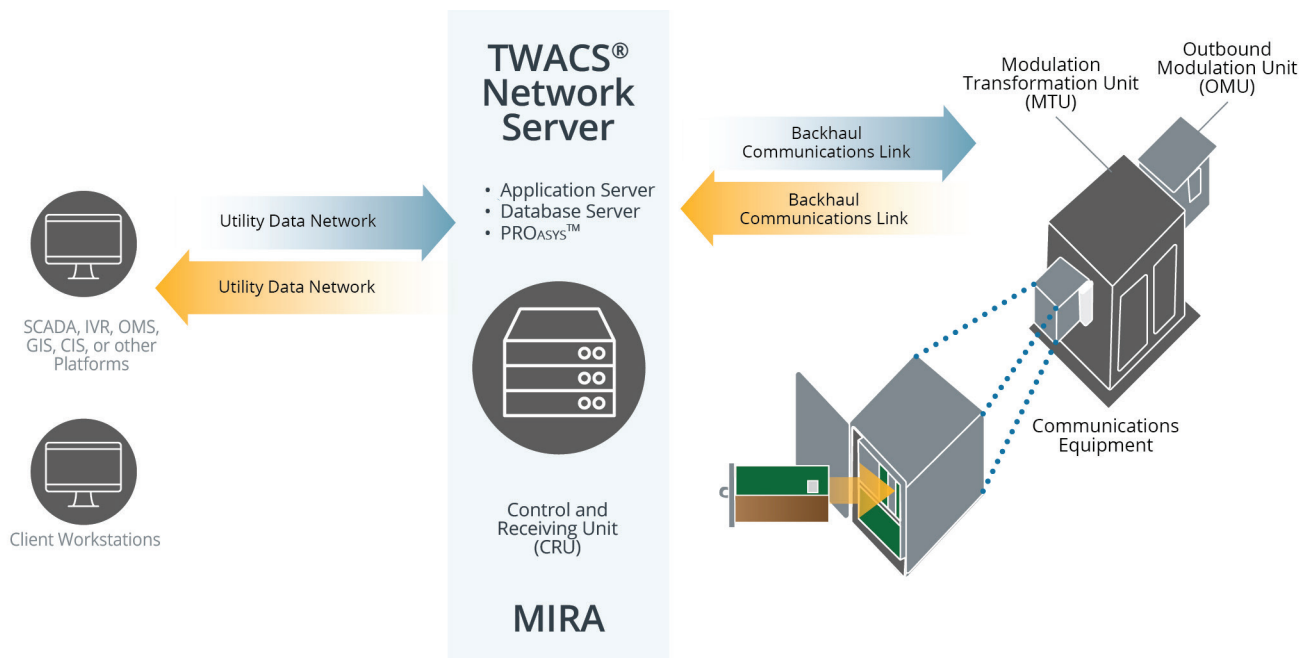 TWACS®
Network
Server
• Application Server
• Database Server
• PROASYS™
Control and
Receiving Unit
(CRU)
MIRA
Utility Data Network
Utility Data Network
SCADA, IVR, OMS,
GIS, CIS, or other
Platforms
Client Workstations
Backhaul
Communications Link
Backhaul
Communications Link
Modulation
Transformation Unit
(MTU)
Outbound
Modulation Unit
(OMU)
Communications
Equipment